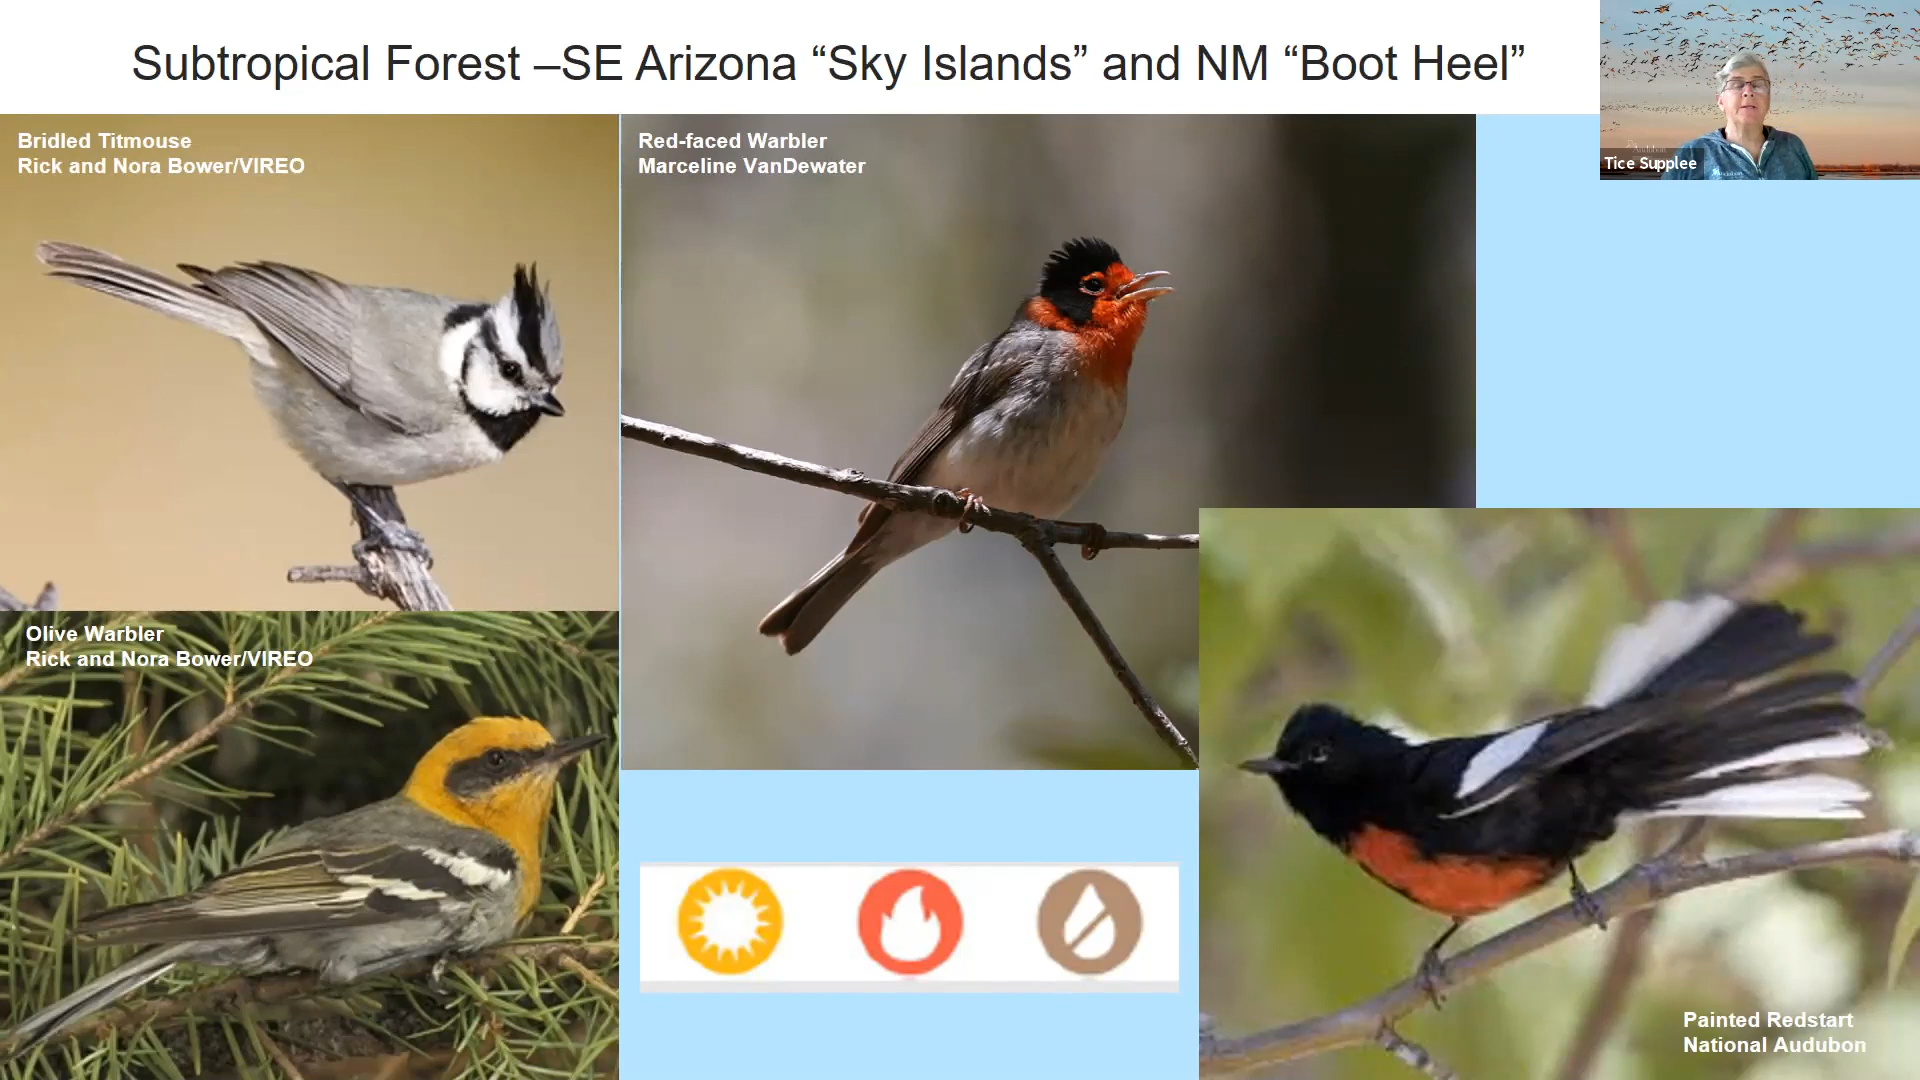 Subtropical Forest –SE Arizona “Sky Islands” and NM “Boot Heel”
Tice Supplee
Bridled Titmouse
Rick and Nora Bower/VIREO
Red-faced Warbler
Marceline VanDewater
Olive Warbler
Rick and Nora Bower/VIREO
Painted Redstart
National Audubon